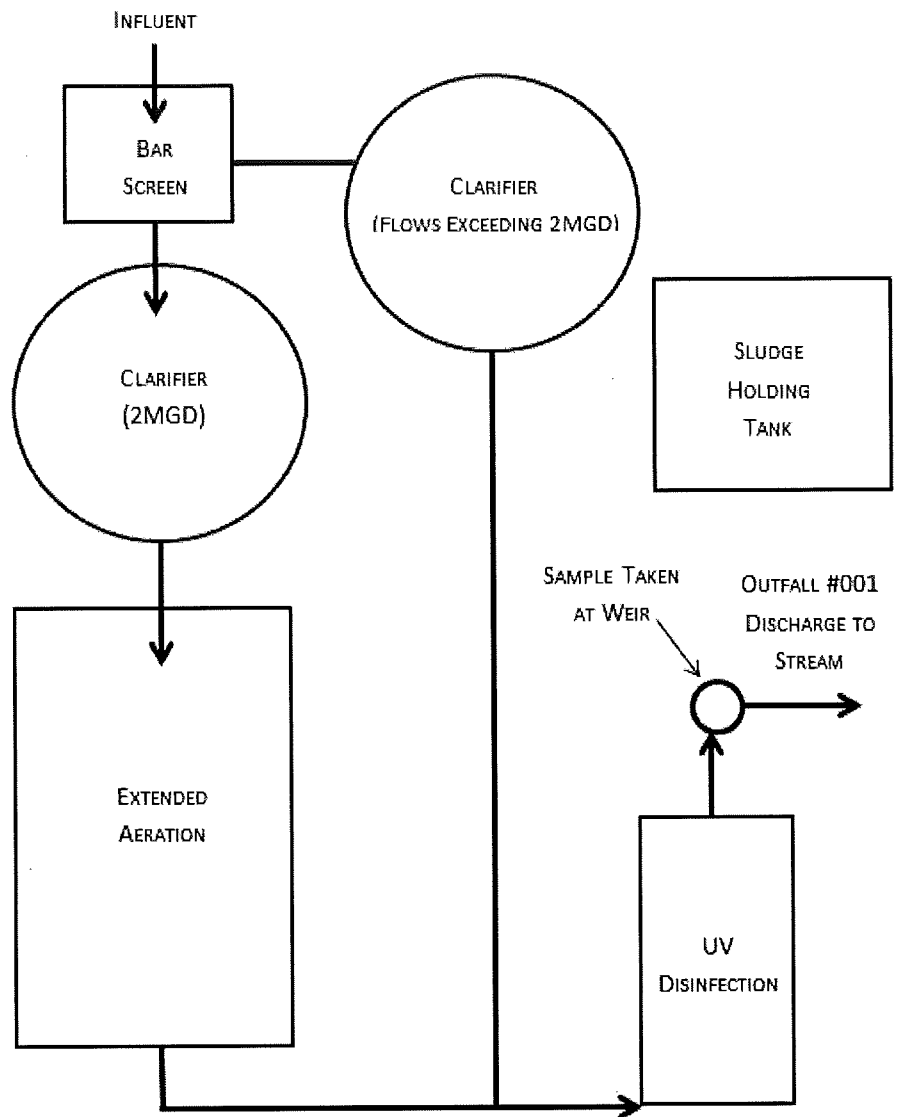 INFLUENT
BAR
SCREEN
CLARIFIER
(FLOWS EXCEEDING 2MGD)
CLARIFIER
(2MGD)
SLUDGE
HOLDING
TANK
SAMPLE TAKEN
AT WEIR
OUTFALL #001
DISCHARGE TO
STREAM
EXTENDED
AERATION
UV
DISINFECTION